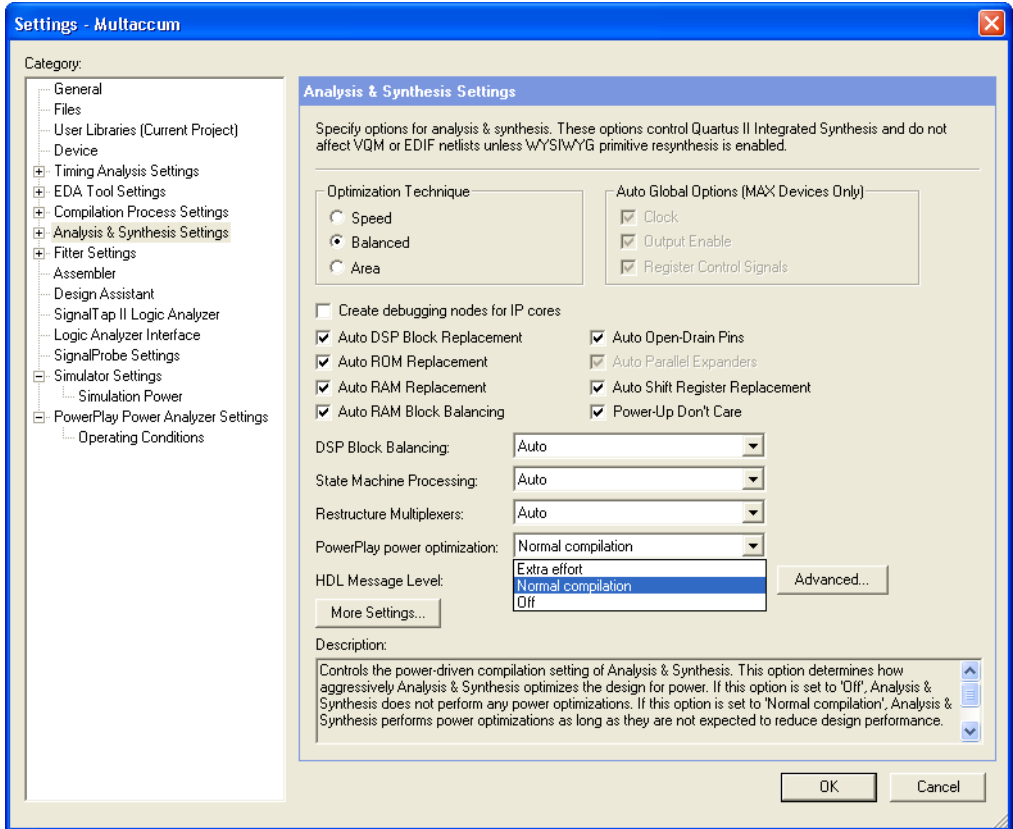 Settings - Multaccum
Category:
General
Files
User Libraries (Current Project)
Device
Timing Analysis Settings
EDA Tool Settings
Compilation Process Settings
Analysis & Synthesis Settings
Fitter Settings
Assembler
Design Assistant
SignalTap II Logic Analyzer
Logic Analyzer Interface
SignalProbe Settings
Simulator Settings
Simulation Power
PowerPlay Power Analyzer Settings
Operating Conditions
Analysis & Synthesis Settings
Specify options for analysis & synthesis. These options control Quartus II Integrated Synthesis and do not
affect VQM or EDIF netlists unless WYSIWYG primitive resynthesis is enabled.
Optimization Technique
Speed
Balanced
Area
Auto Global Options (MAX Devices Only)
Clock
Output Enable
Register Control Signals
Create debugging nodes for IP cores
Auto DSP Block Replacement
Auto ROM Replacement
Auto RAM Replacement
Auto RAM Block Balancing
Auto Open-Drain Pins
Auto Parallel Expanders
Auto Shift Register Replacement
Power-Up Don't Care
DSP Block Balancing: Auto
State Machine Processing: Auto
Restructure Multiplexers: Auto
PowerPlay power optimization: Normal compilation
Extra effort
Normal compilation
Off
HDL Message Level:
Advanced...
More Settings...
Description:
Controls the power-driven compilation setting of Analysis & Synthesis. This option determines how
aggressively Analysis & Synthesis optimizes the design for power. If this option is set to 'Off', Analysis &
Synthesis does not perform any power optimizations. If this option is set to 'Normal compilation', Analysis &
Synthesis performs power optimizations as long as they are not expected to reduce design performance.
OK
Cancel